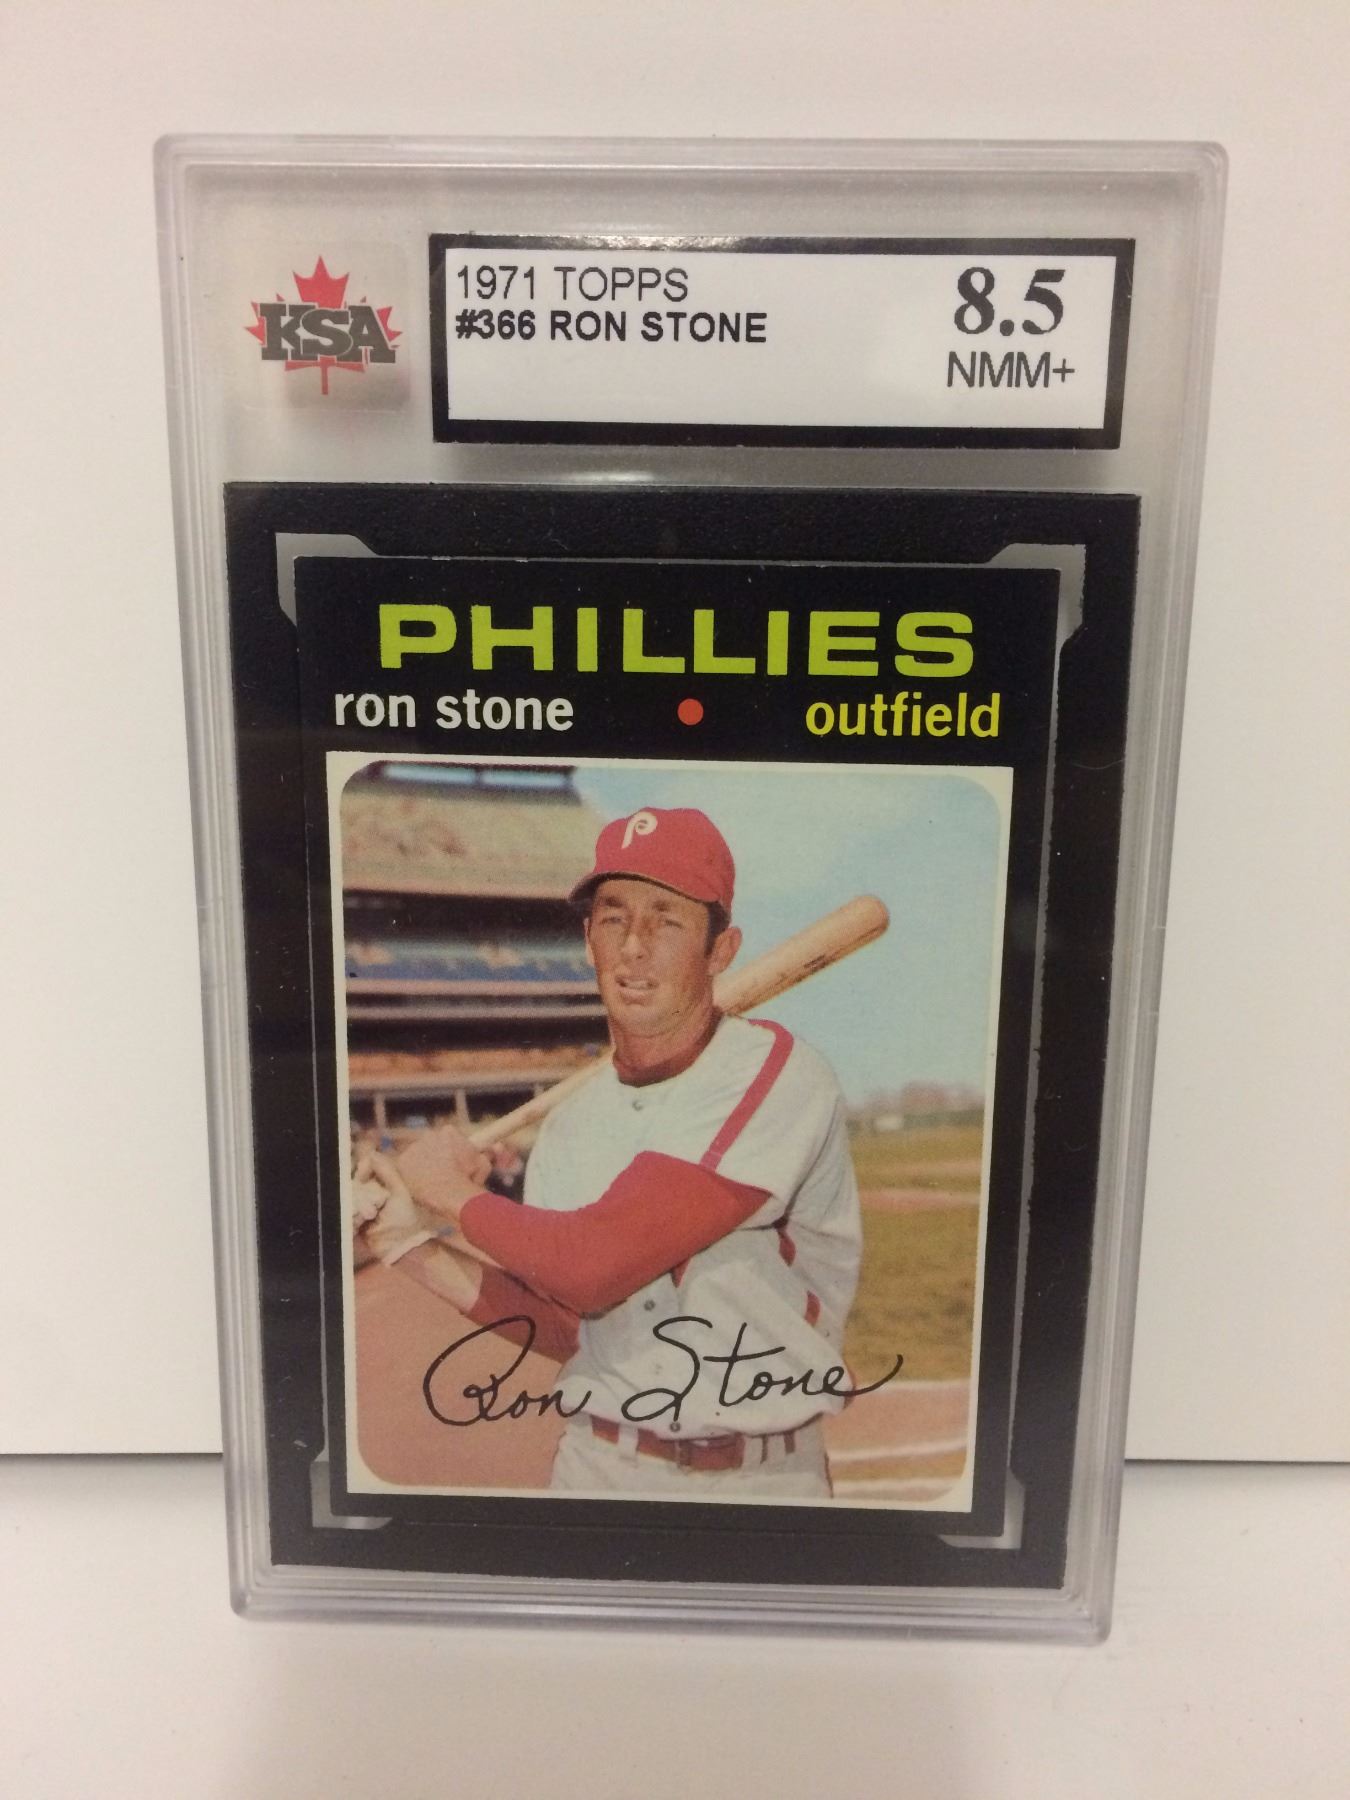 KSA
1971 TOPPS
#366 RON STONE
8.5
NMM+
PHILLIES
ron stone • outfield
P
Ron Stone